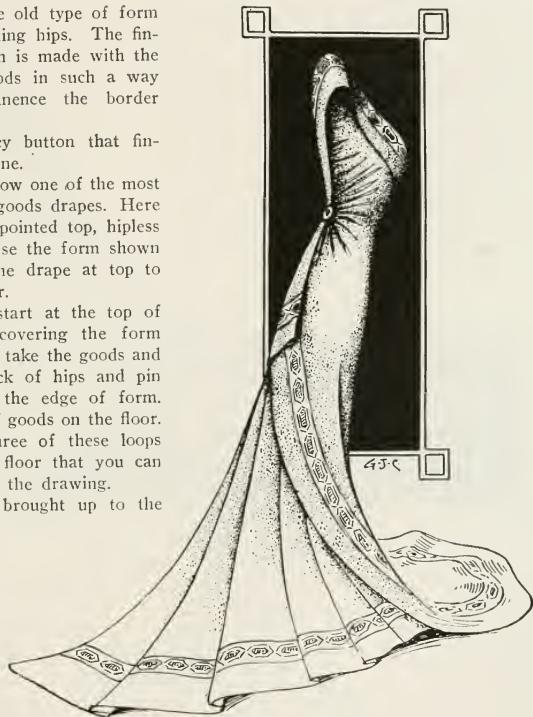 e old type of form
ing hips. The fin-
n is made with the
ods in such a way
inence the border
cy button that fin-
ne.
ow one of the most
goods drapes. Here
pointed top, hipless
se the form shown
ne drape at top to
r.
start at the top of
covering the form
take the goods and
ck of hips and pin
the edge of form.
f goods on the floor.
ree of these loops
floor that you can
the drawing.
brought up to the
G.J.C